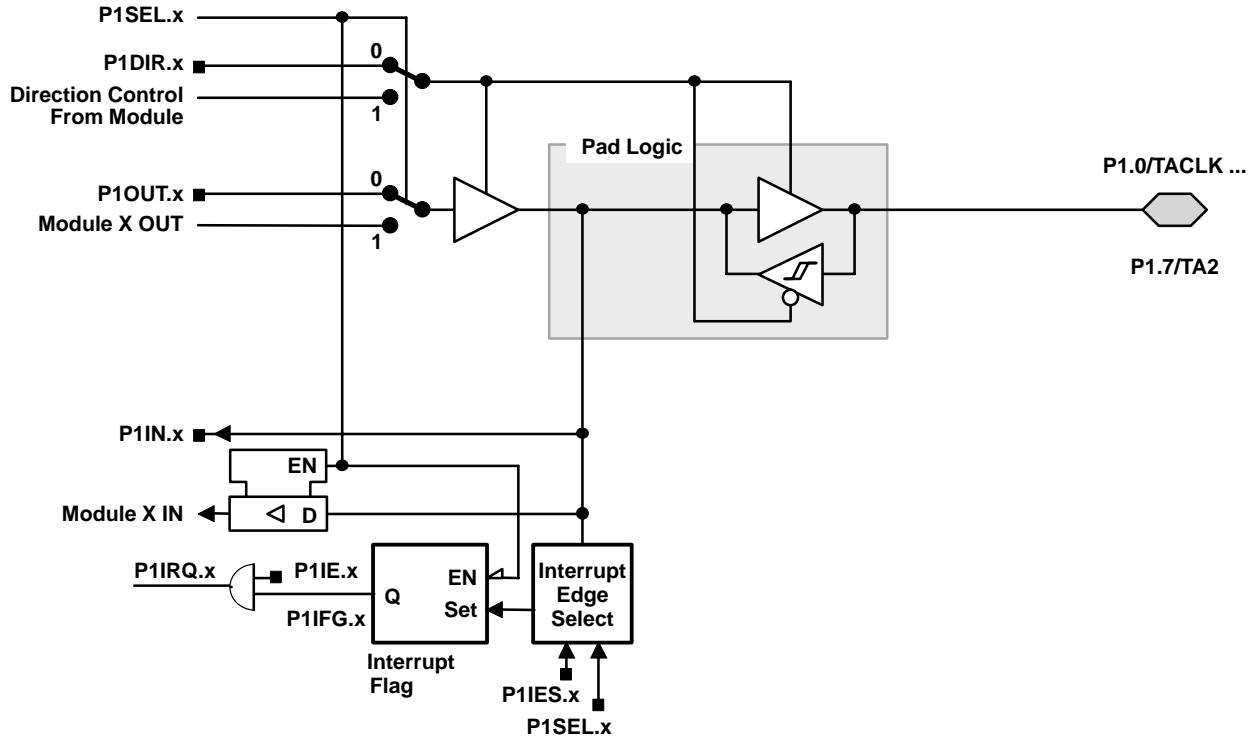 P1SEL.x
P1DIR.x
0
Direction Control
From Module
1
Pad Logic
P1OUT.x
0
Module X OUT
1
P1.0/TACLK ...
P1.7/TA2
P1IN.x
EN
Module X IN
D
P1IRQ.x
P1IE.x
P1IFG.x
Q
EN
Set
Interrupt
Edge
Select
Interrupt
Flag
P1IES.x
P1SEL.x